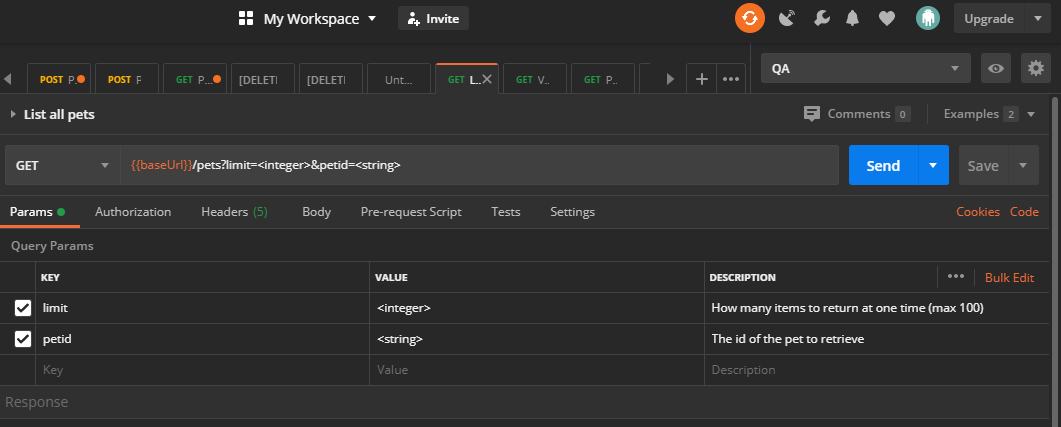 My Workspace Invite Upgrade
POST P. POST F GET P... [DELETI [DELETI Unt... GET L.. GET V.. GET P.. QA
List all pets Comments 0 Examples 2
GET {{baseUrl}}/pets?limit=<integer>&petid=<string> Send Save
Params Authorization Headers (5) Body Pre-request Script Tests Settings Cookies Code
Query Params
KEY VALUE DESCRIPTION Bulk Edit
limit <integer> How many items to return at one time (max 100)
petid <string> The id of the pet to retrieve
Key Value Description
Response